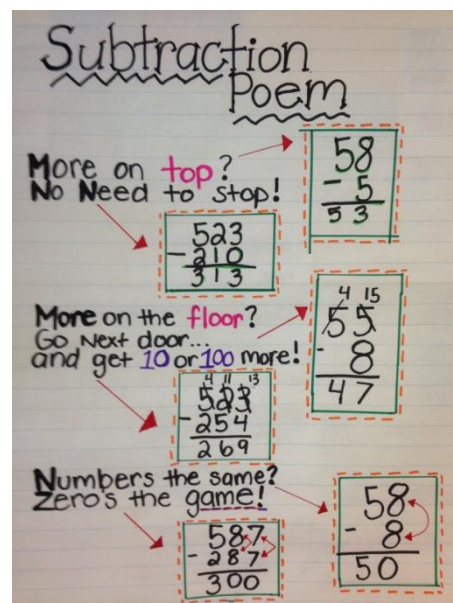 Subtraction
Poem
More on top?
No Need to stop!
58
- 5
53
523
- 210
313
More on the floor?
Go Next door...
and get 10 or 100 more!
4 15
55
- 8
47
4 11 13
523
- 254
269
Numbers the same?
Zero's the game!
58
- 8
50
587
- 287
300